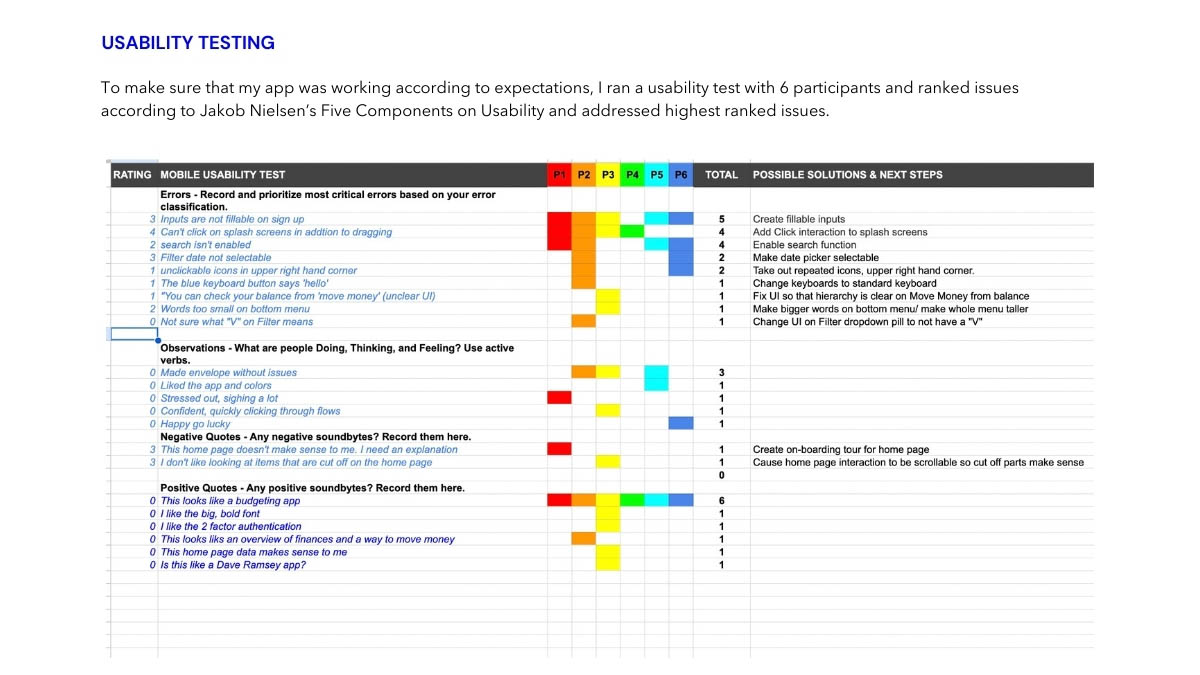 USABILITY TESTING
To make sure that my app was working according to expectations, I ran a usability test with 6 participants and ranked issues
according to Jakob Nielsen's Five Components on Usability and addressed highest ranked issues.
RATING MOBILE USABILITY TEST P1 P2 P3 P4 P5 P6 TOTAL POSSIBLE SOLUTIONS & NEXT STEPS
Errors - Record and prioritize most critical errors based on your error
classification.
3 Inputs are not fillable on sign up 5 Create fillable inputs
4 Can't click on splash screens in addtion to dragging 4 Add Click interaction to splash screens
2 search isn't enabled 4 Enable search function
3 Filter date not selectable 2 Make date picker selectable
1 unclickable icons in upper right hand corner 2 Take out repeated icons, upper right hand corner.
1 The blue keyboard button says 'hello' 1 Change keyboards to standard keyboard
1 "You can check your balance from 'move money' (unclear UI) 1 Fix UI so that hierarchy is clear on Move Money from balance
2 Words too small on bottom menu 1 Make bigger words on bottom menu/ make whole menu taller
0 Not sure what "V" on Filter means 1 Change UI on Filter dropdown pill to not have a "V"
Observations - What are people Doing, Thinking, and Feeling? Use active
verbs.
0 Made envelope without issues 3
0 Liked the app and colors 1
0 Stressed out, sighing a lot 1
0 Confident, quickly clicking through flows 1
0 Happy go lucky 1
Negative Quotes - Any negative soundbytes? Record them here.
3 This home page doesn't make sense to me. I need an explanation 1 Create on-boarding tour for home page
3 I don't like looking at items that are cut off on the home page 1 Cause home page interaction to be scrollable so cut off parts make sense
0
Positive Quotes - Any positive soundbytes? Record them here.
0 This looks like a budgeting app 6
0 I like the big, bold font 1
0 I like the 2 factor authentication 1
0 This looks liks an overview of finances and a way to move money 1
0 This home page data makes sense to me 1
0 Is this like a Dave Ramsey app? 1